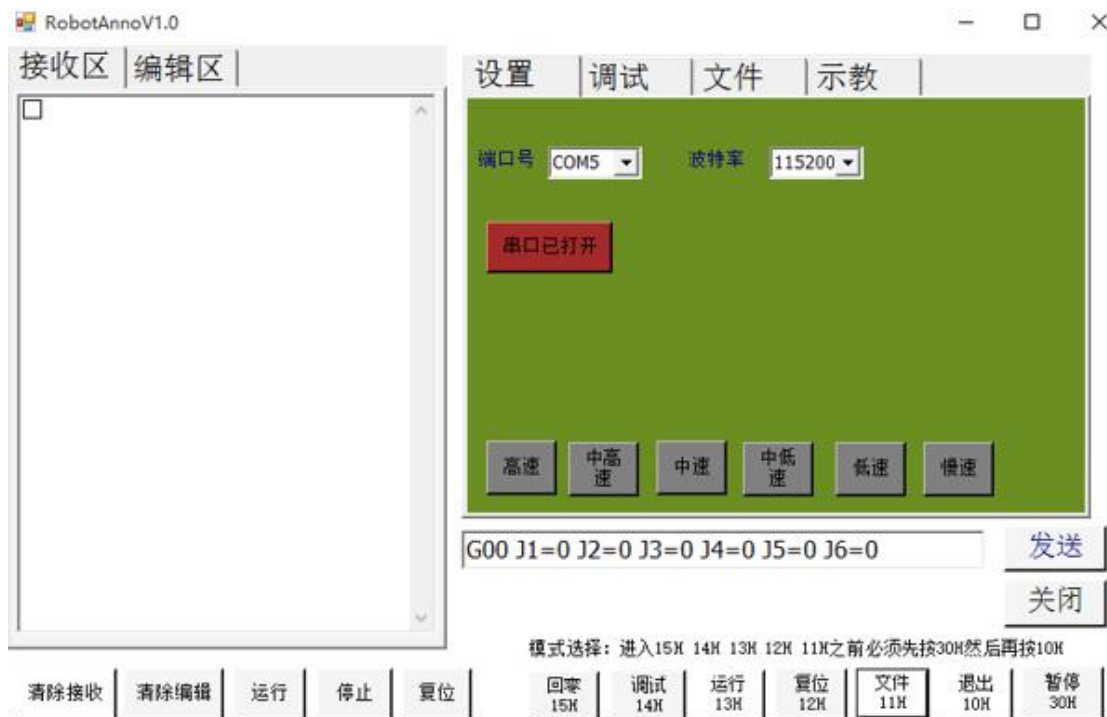 RobotAnnoV1.0
接收区 编辑区
设置 调试 文件 示教
端口号 COM5 波特率 115200
串口已打开
高速 中高速 中速 中低速 低速 慢速
G00 J1=0 J2=0 J3=0 J4=0 J5=0 J6=0 发送
关闭
模式选择：进入15H 14H 13H 12H 11H之前必须先按30H然后再按10H
清除接收 清除编辑 运行 停止 复位 回零 调试 运行 复位 文件 退出 暂停
15H 14H 13H 12H 11H 10H 30H